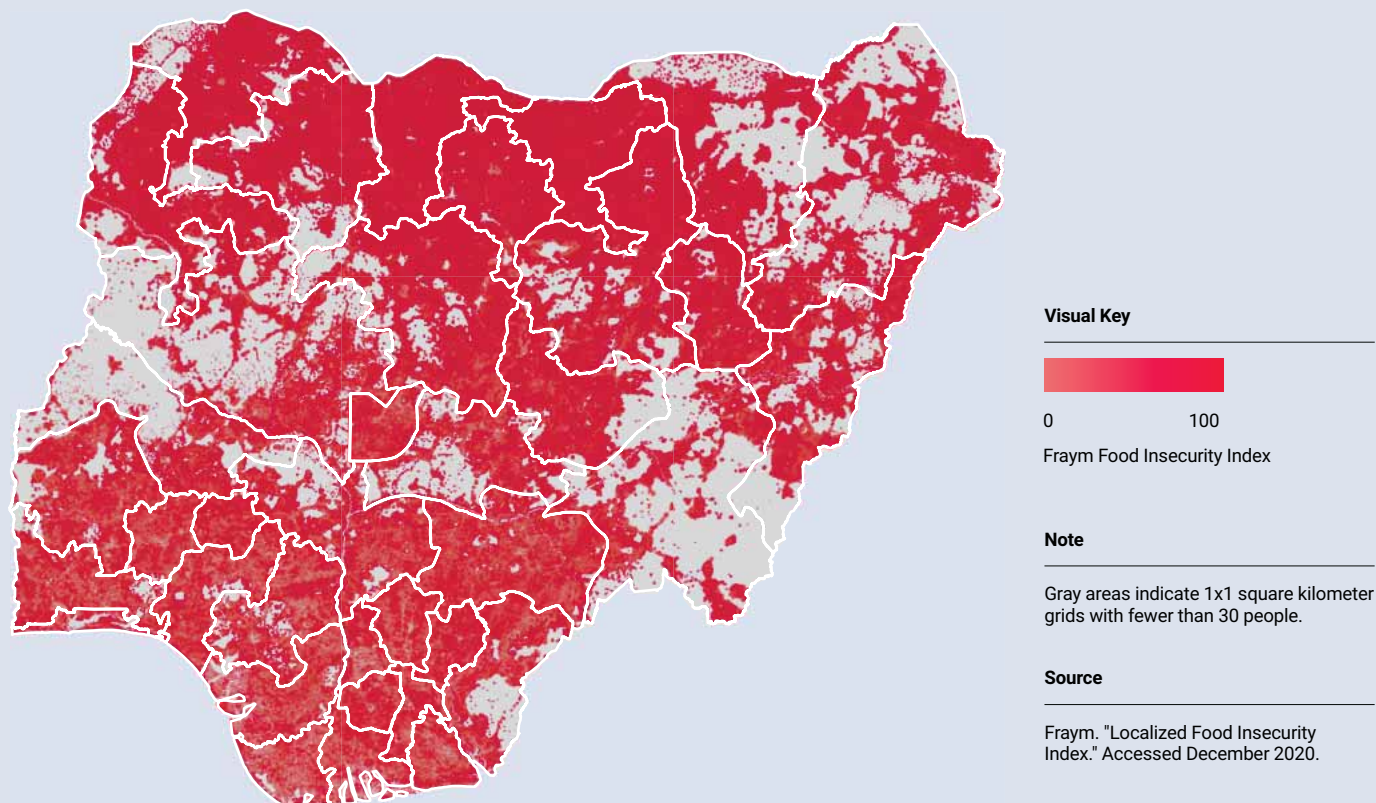 Visual Key
0 100
Fraym Food Insecurity Index
Note
Gray areas indicate 1x1 square kilometer
grids with fewer than 30 people.
Source
Fraym. "Localized Food Insecurity
Index." Accessed December 2020.